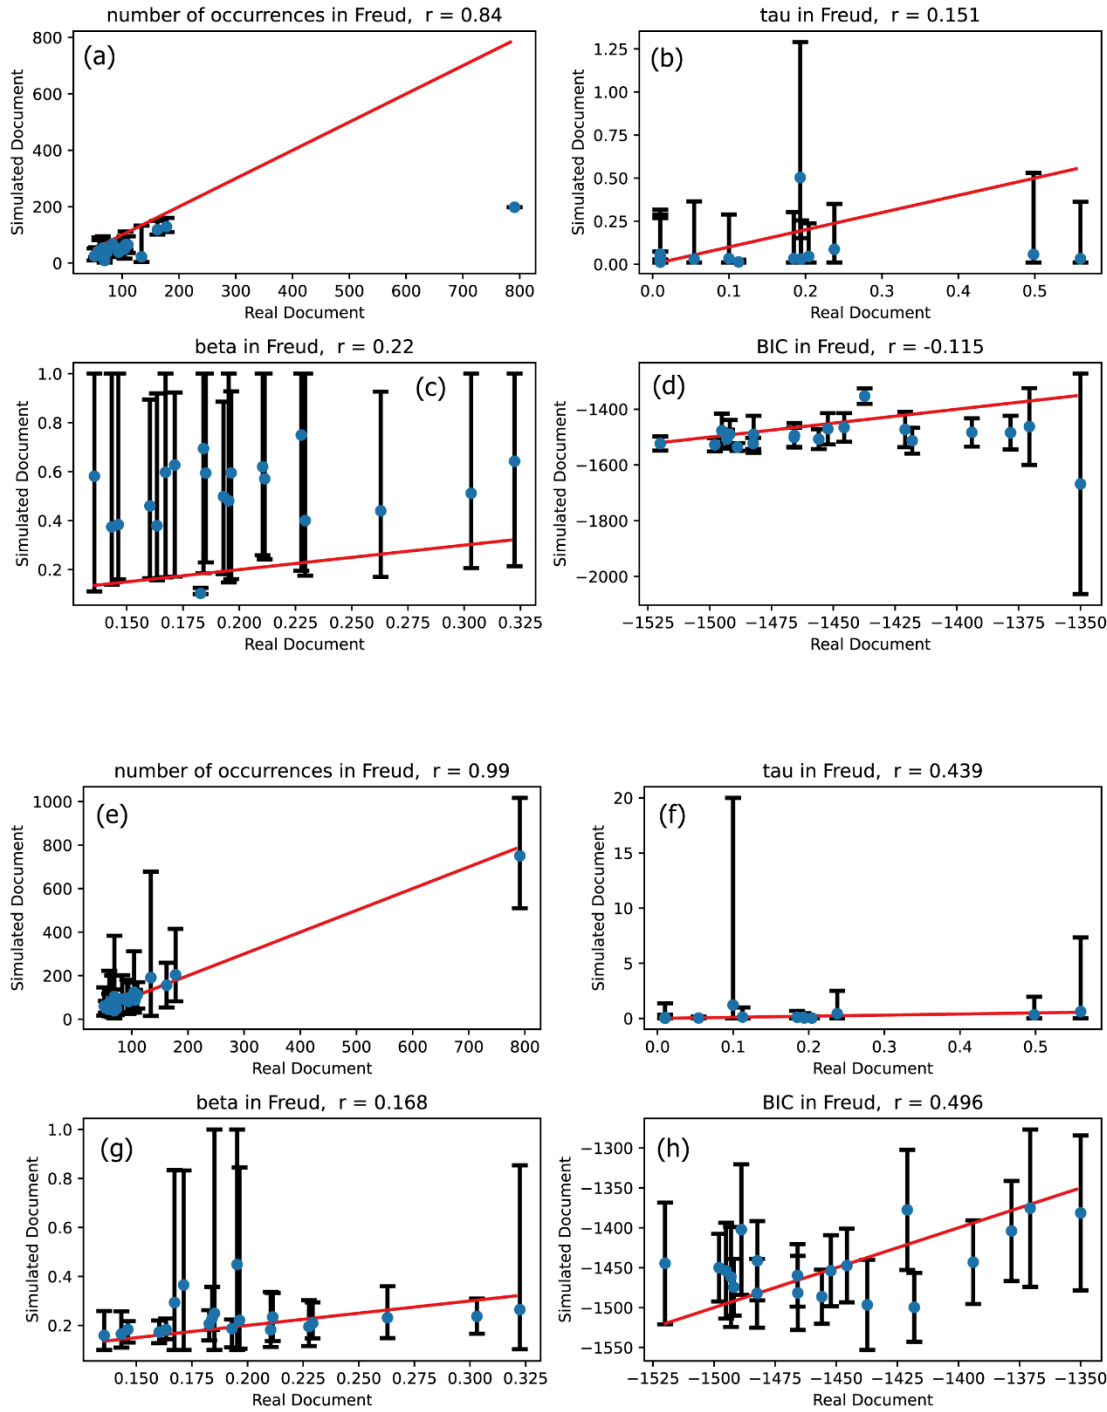 number of occurrences in Freud, r = 0.84
(a)
Simulated Document
800
600
400
200
0
100 200 300 400 500 600 700 800
Real Document
tau in Freud, r = 0.151
(b)
Simulated Document
1.25
1.00
0.75
0.50
0.25
0.00
0.0 0.1 0.2 0.3 0.4 0.5
Real Document
beta in Freud, r = 0.22
(c)
Simulated Document
1.0
0.8
0.6
0.4
0.2
0.150 0.175 0.200 0.225 0.250 0.275 0.300 0.325
Real Document
BIC in Freud, r = -0.115
(d)
Simulated Document
−1400
−1600
−1800
−2000
−1525 −1500 −1475 −1450 −1425 −1400 −1375 −1350
Real Document
number of occurrences in Freud, r = 0.99
(e)
Simulated Document
1000
800
600
400
200
0
100 200 300 400 500 600 700 800
Real Document
tau in Freud, r = 0.439
(f)
Simulated Document
20
15
10
5
0
0.0 0.1 0.2 0.3 0.4 0.5
Real Document
beta in Freud, r = 0.168
(g)
Simulated Document
1.0
0.8
0.6
0.4
0.2
0.150 0.175 0.200 0.225 0.250 0.275 0.300 0.325
Real Document
BIC in Freud, r = 0.496
(h)
Simulated Document
−1300
−1350
−1400
−1450
−1500
−1550
−1525 −1500 −1475 −1450 −1425 −1400 −1375 −1350
Real Document